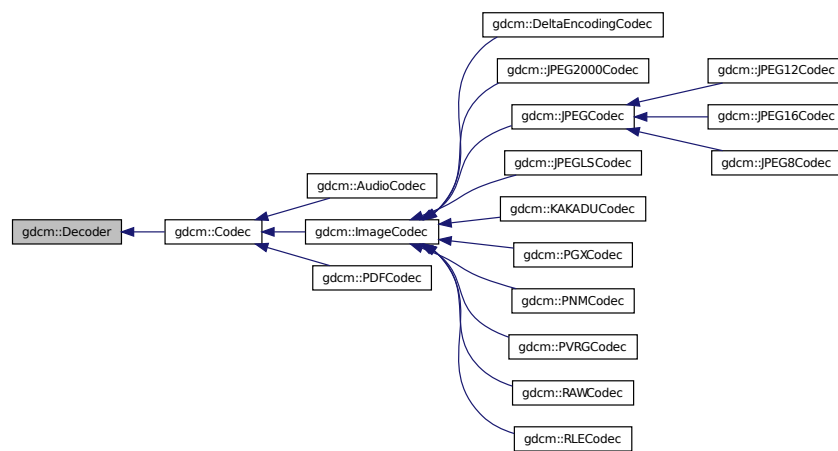 gdcm::DeltaEncodingCodec
gdcm::JPEG2000Codec
gdcm::JPEG12Codec
gdcm::JPEGCodec
gdcm::JPEG16Codec
gdcm::JPEGLSCodec
gdcm::JPEG8Codec
gdcm::AudioCodec
gdcm::KAKADUCodec
gdcm::Decoder
gdcm::Codec
gdcm::ImageCodec
gdcm::PGXCodec
gdcm::PDFCodec
gdcm::PNMCodec
gdcm::PVRGCodec
gdcm::RAWCodec
gdcm::RLECodec